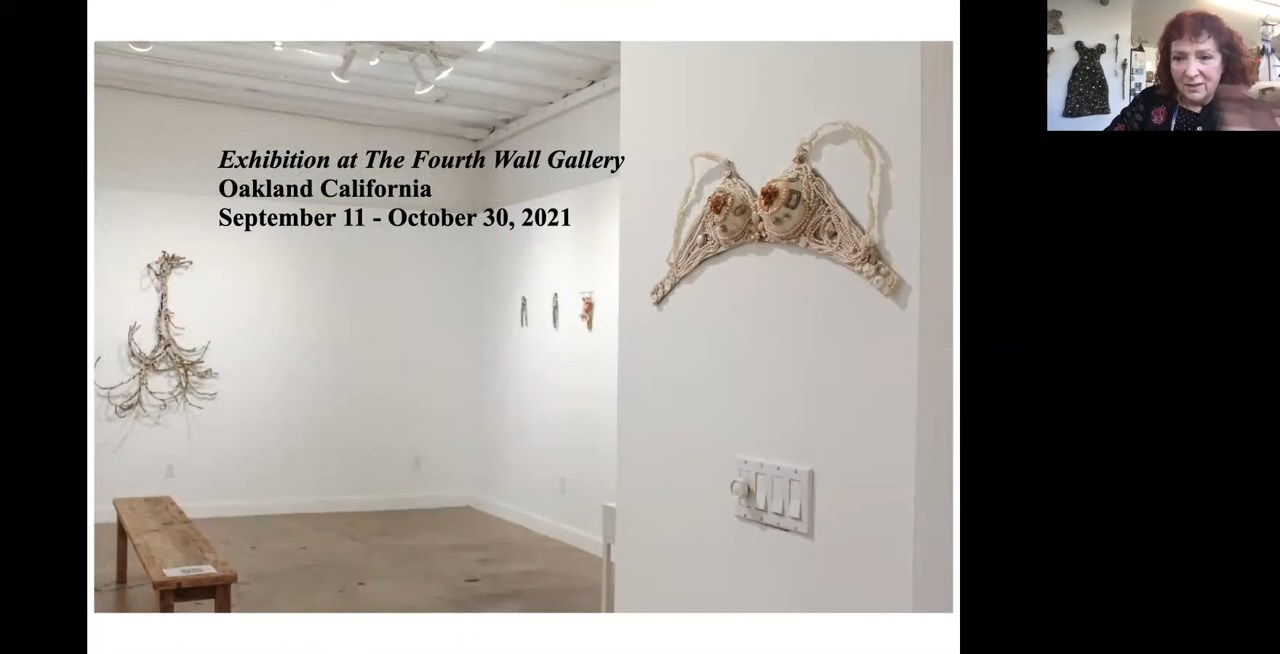 Exhibition at The Fourth Wall Gallery
Oakland California
September 11 - October 30, 2021